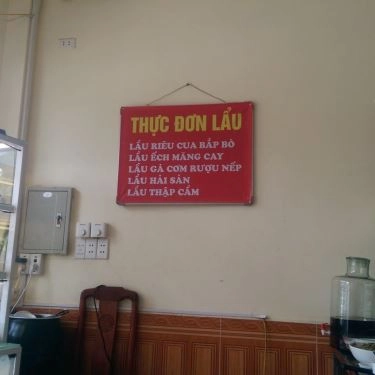 THỰC ĐƠN LẨU
LẨU RIÊU CUA BẮP BÒ
LẨU ẾCH MĂNG CAY
LẨU GÀ CƠM RƯỢU NẾP
LẨU HẢI SẢN
LẨU THẬP CẨM